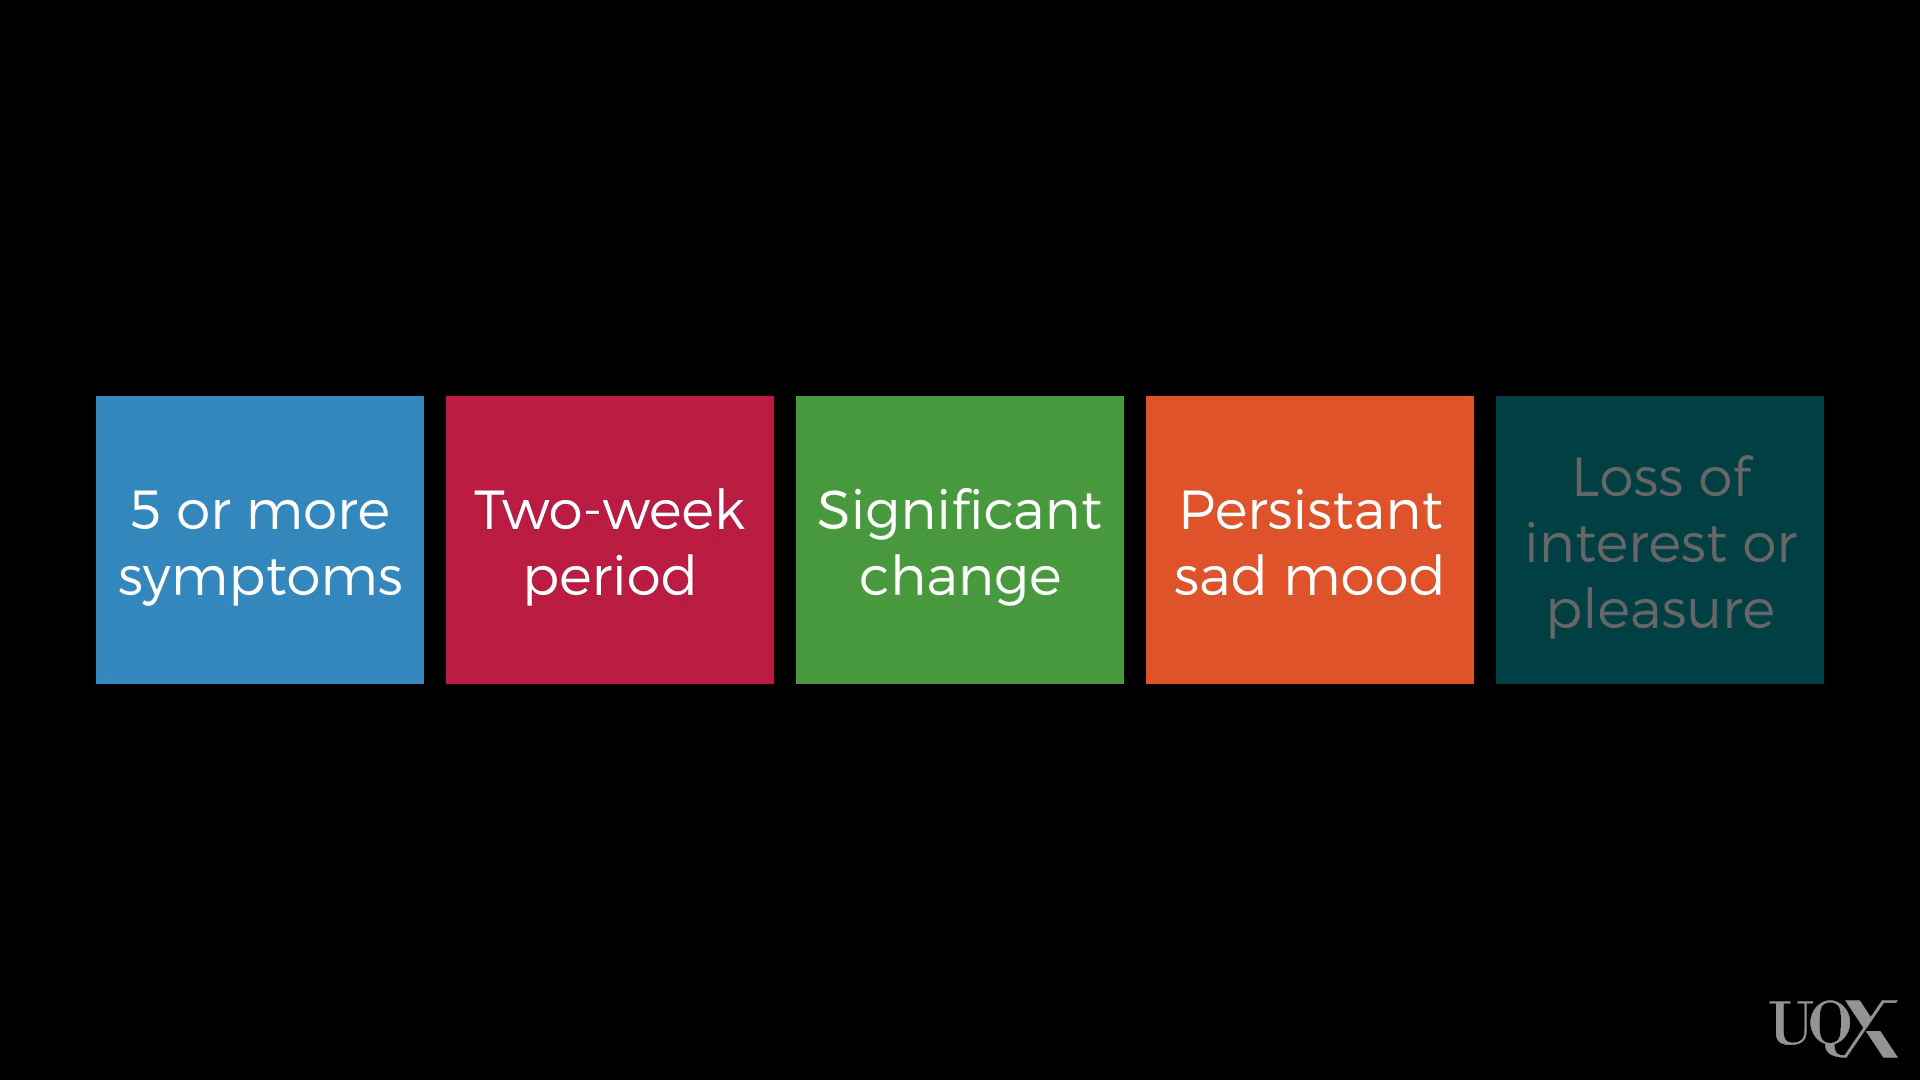 5 or more
symptoms
Two-week
period
Significant
change
Persistant
sad mood
Loss of
interest or
pleasure
UQX